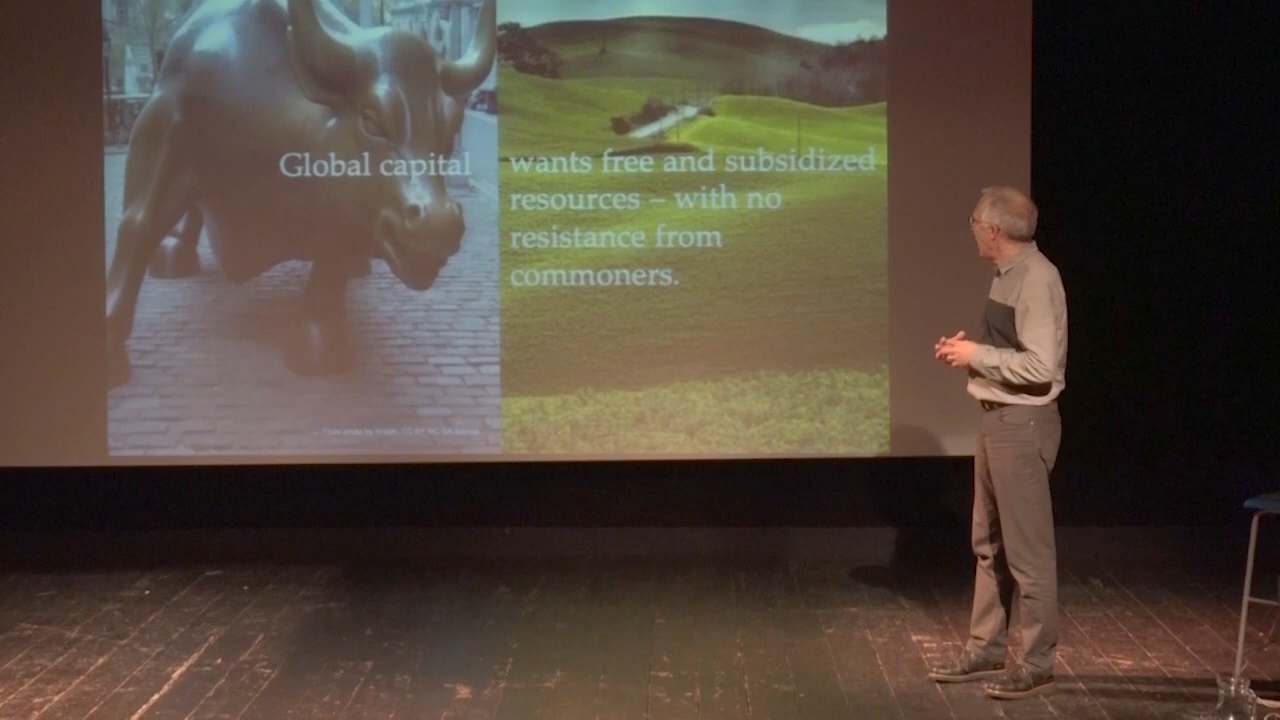 Global capital
wants free and subsidized
resources – with no
resistance from
commoners.